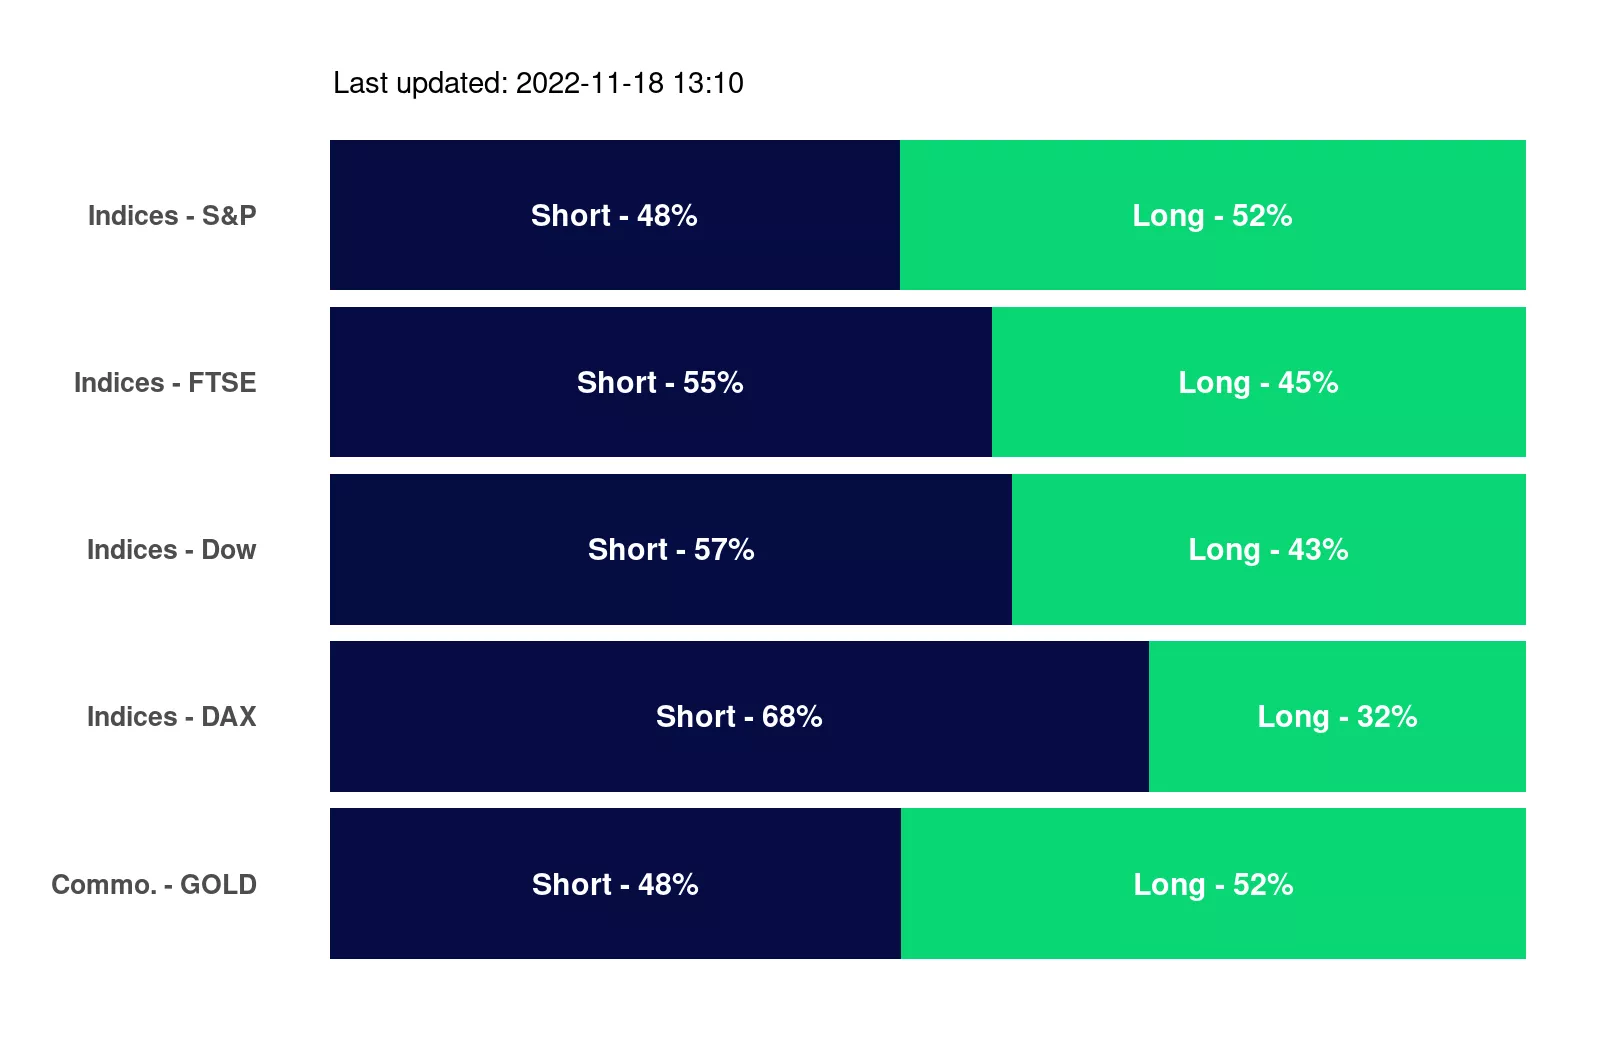 Last updated: 2022-11-18 13:10
Indices - S&P Short - 48% Long - 52%
Indices - FTSE Short - 55% Long - 45%
Indices - Dow Short - 57% Long - 43%
Indices - DAX Short - 68% Long - 32%
Commo. - GOLD Short - 48% Long - 52%